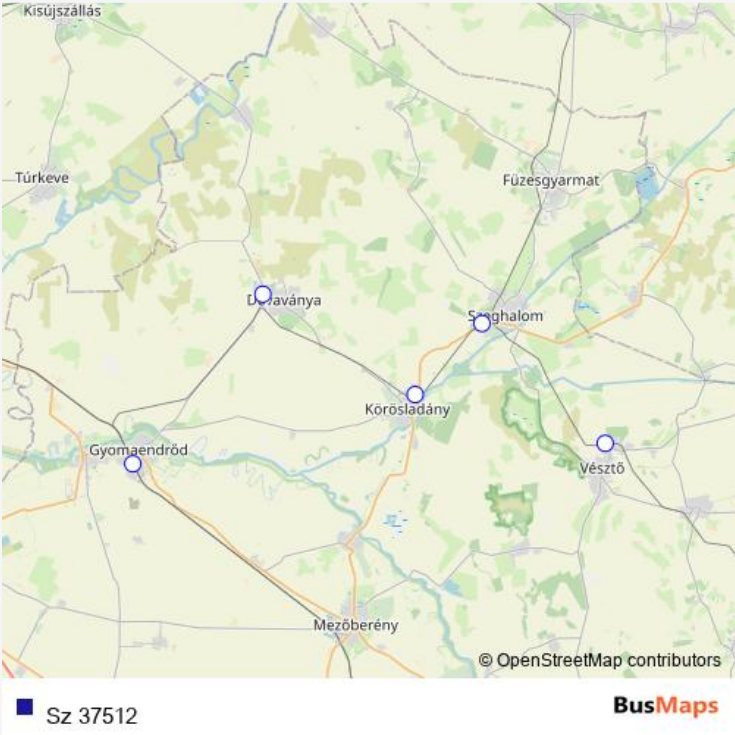 Kisújszállás
Túrkeve
Füzesgyarmat
Szeghalom
Körösladány
Gyomaendrőd
Vésztő
Mezőberény
© OpenStreetMap contributors
Sz 37512
BusMaps